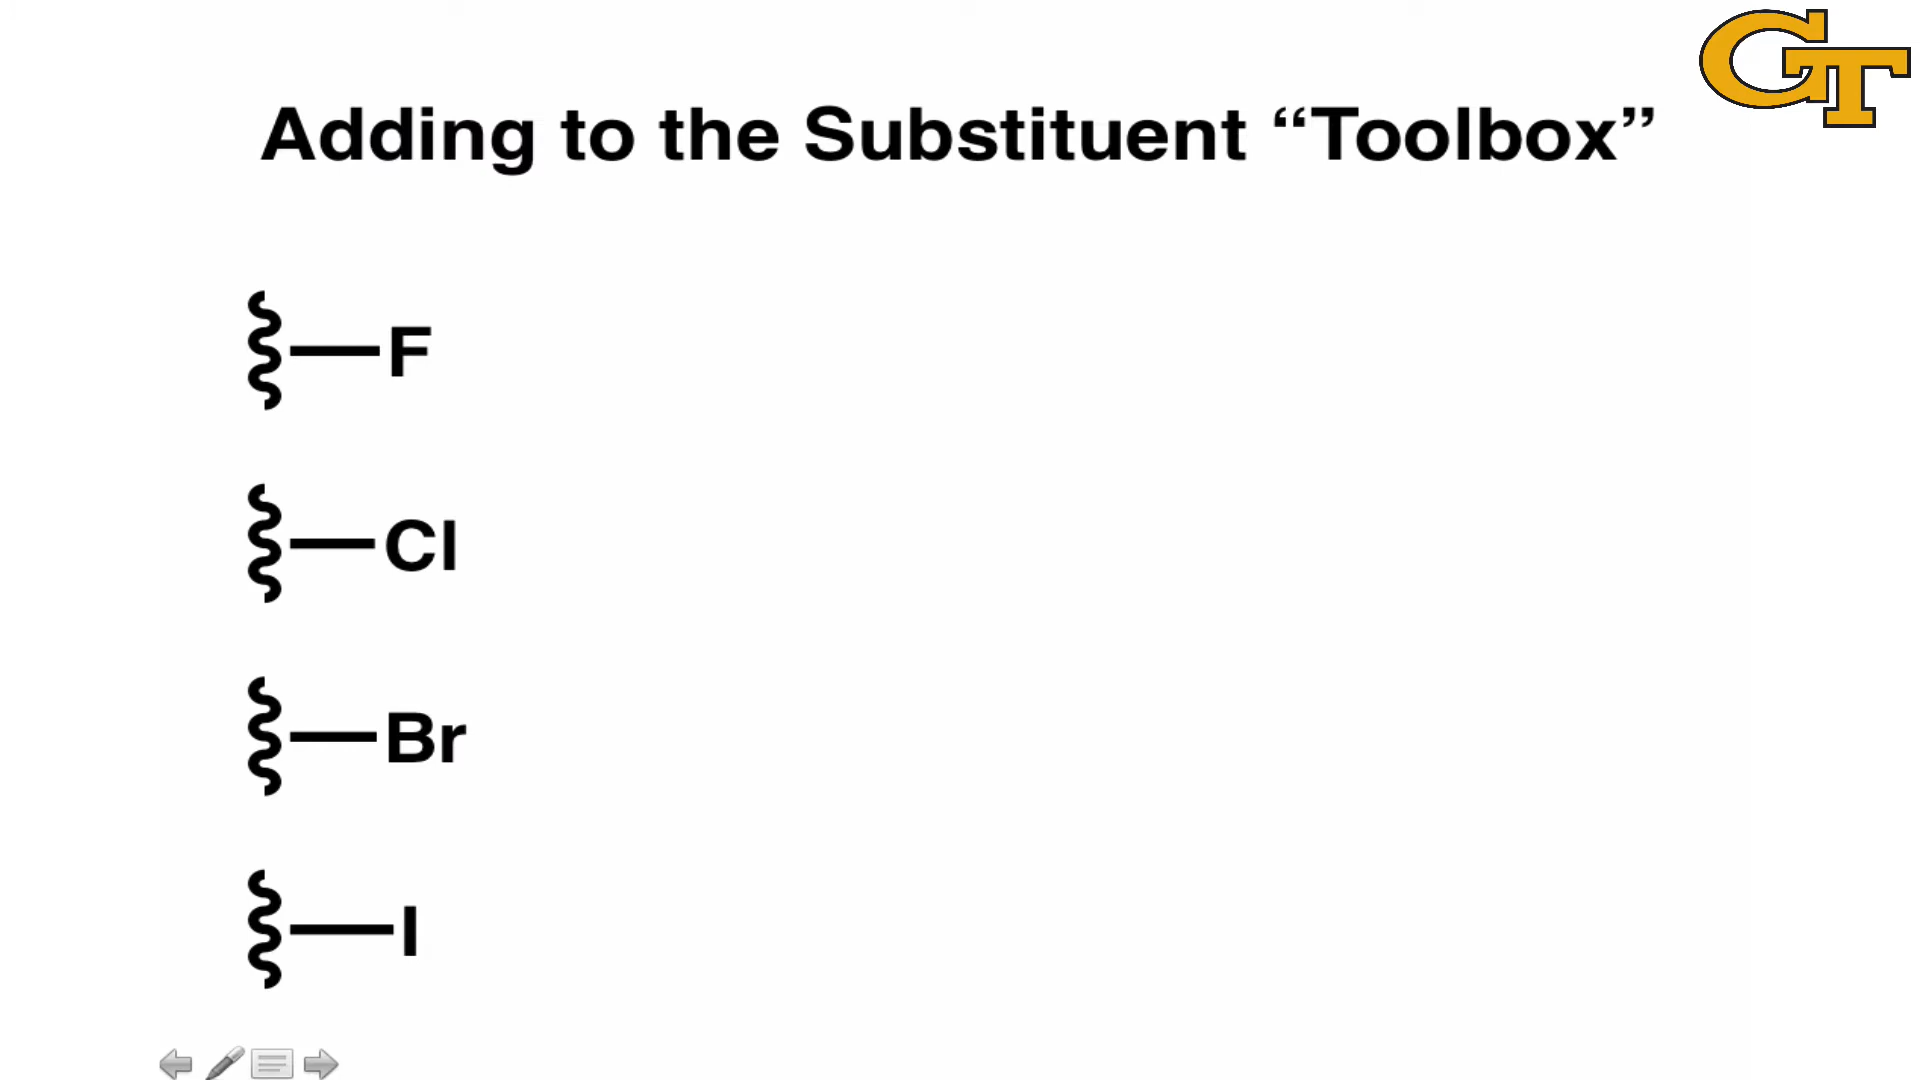 GT
Adding to the Substituent “Toolbox”
F
Cl
Br
I